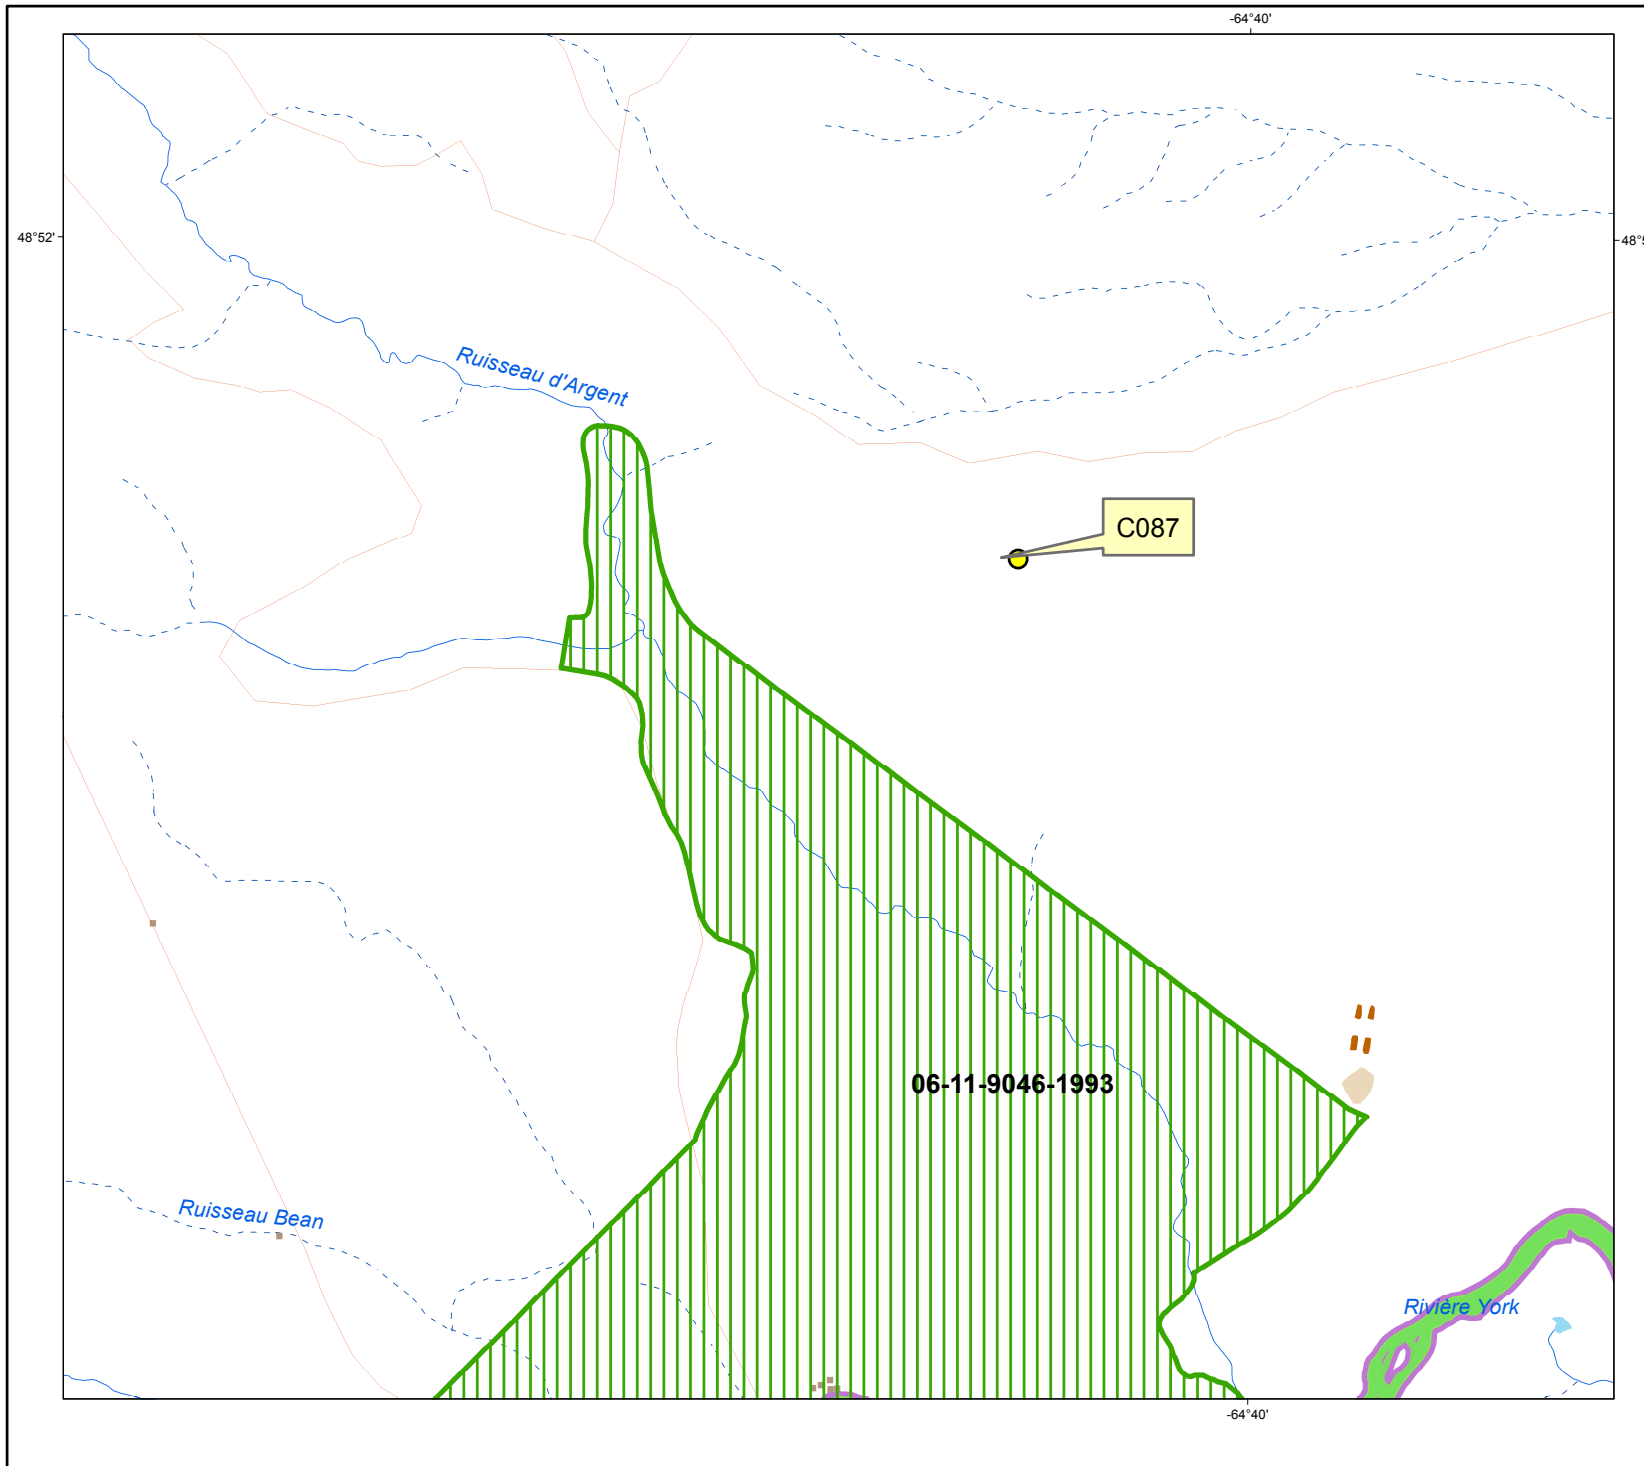 -64°40'
48°52'
48°5
Ruisseau d'Argent
C087
06-11-9046-1993
Ruisseau Bean
Rivière York
-64°40'